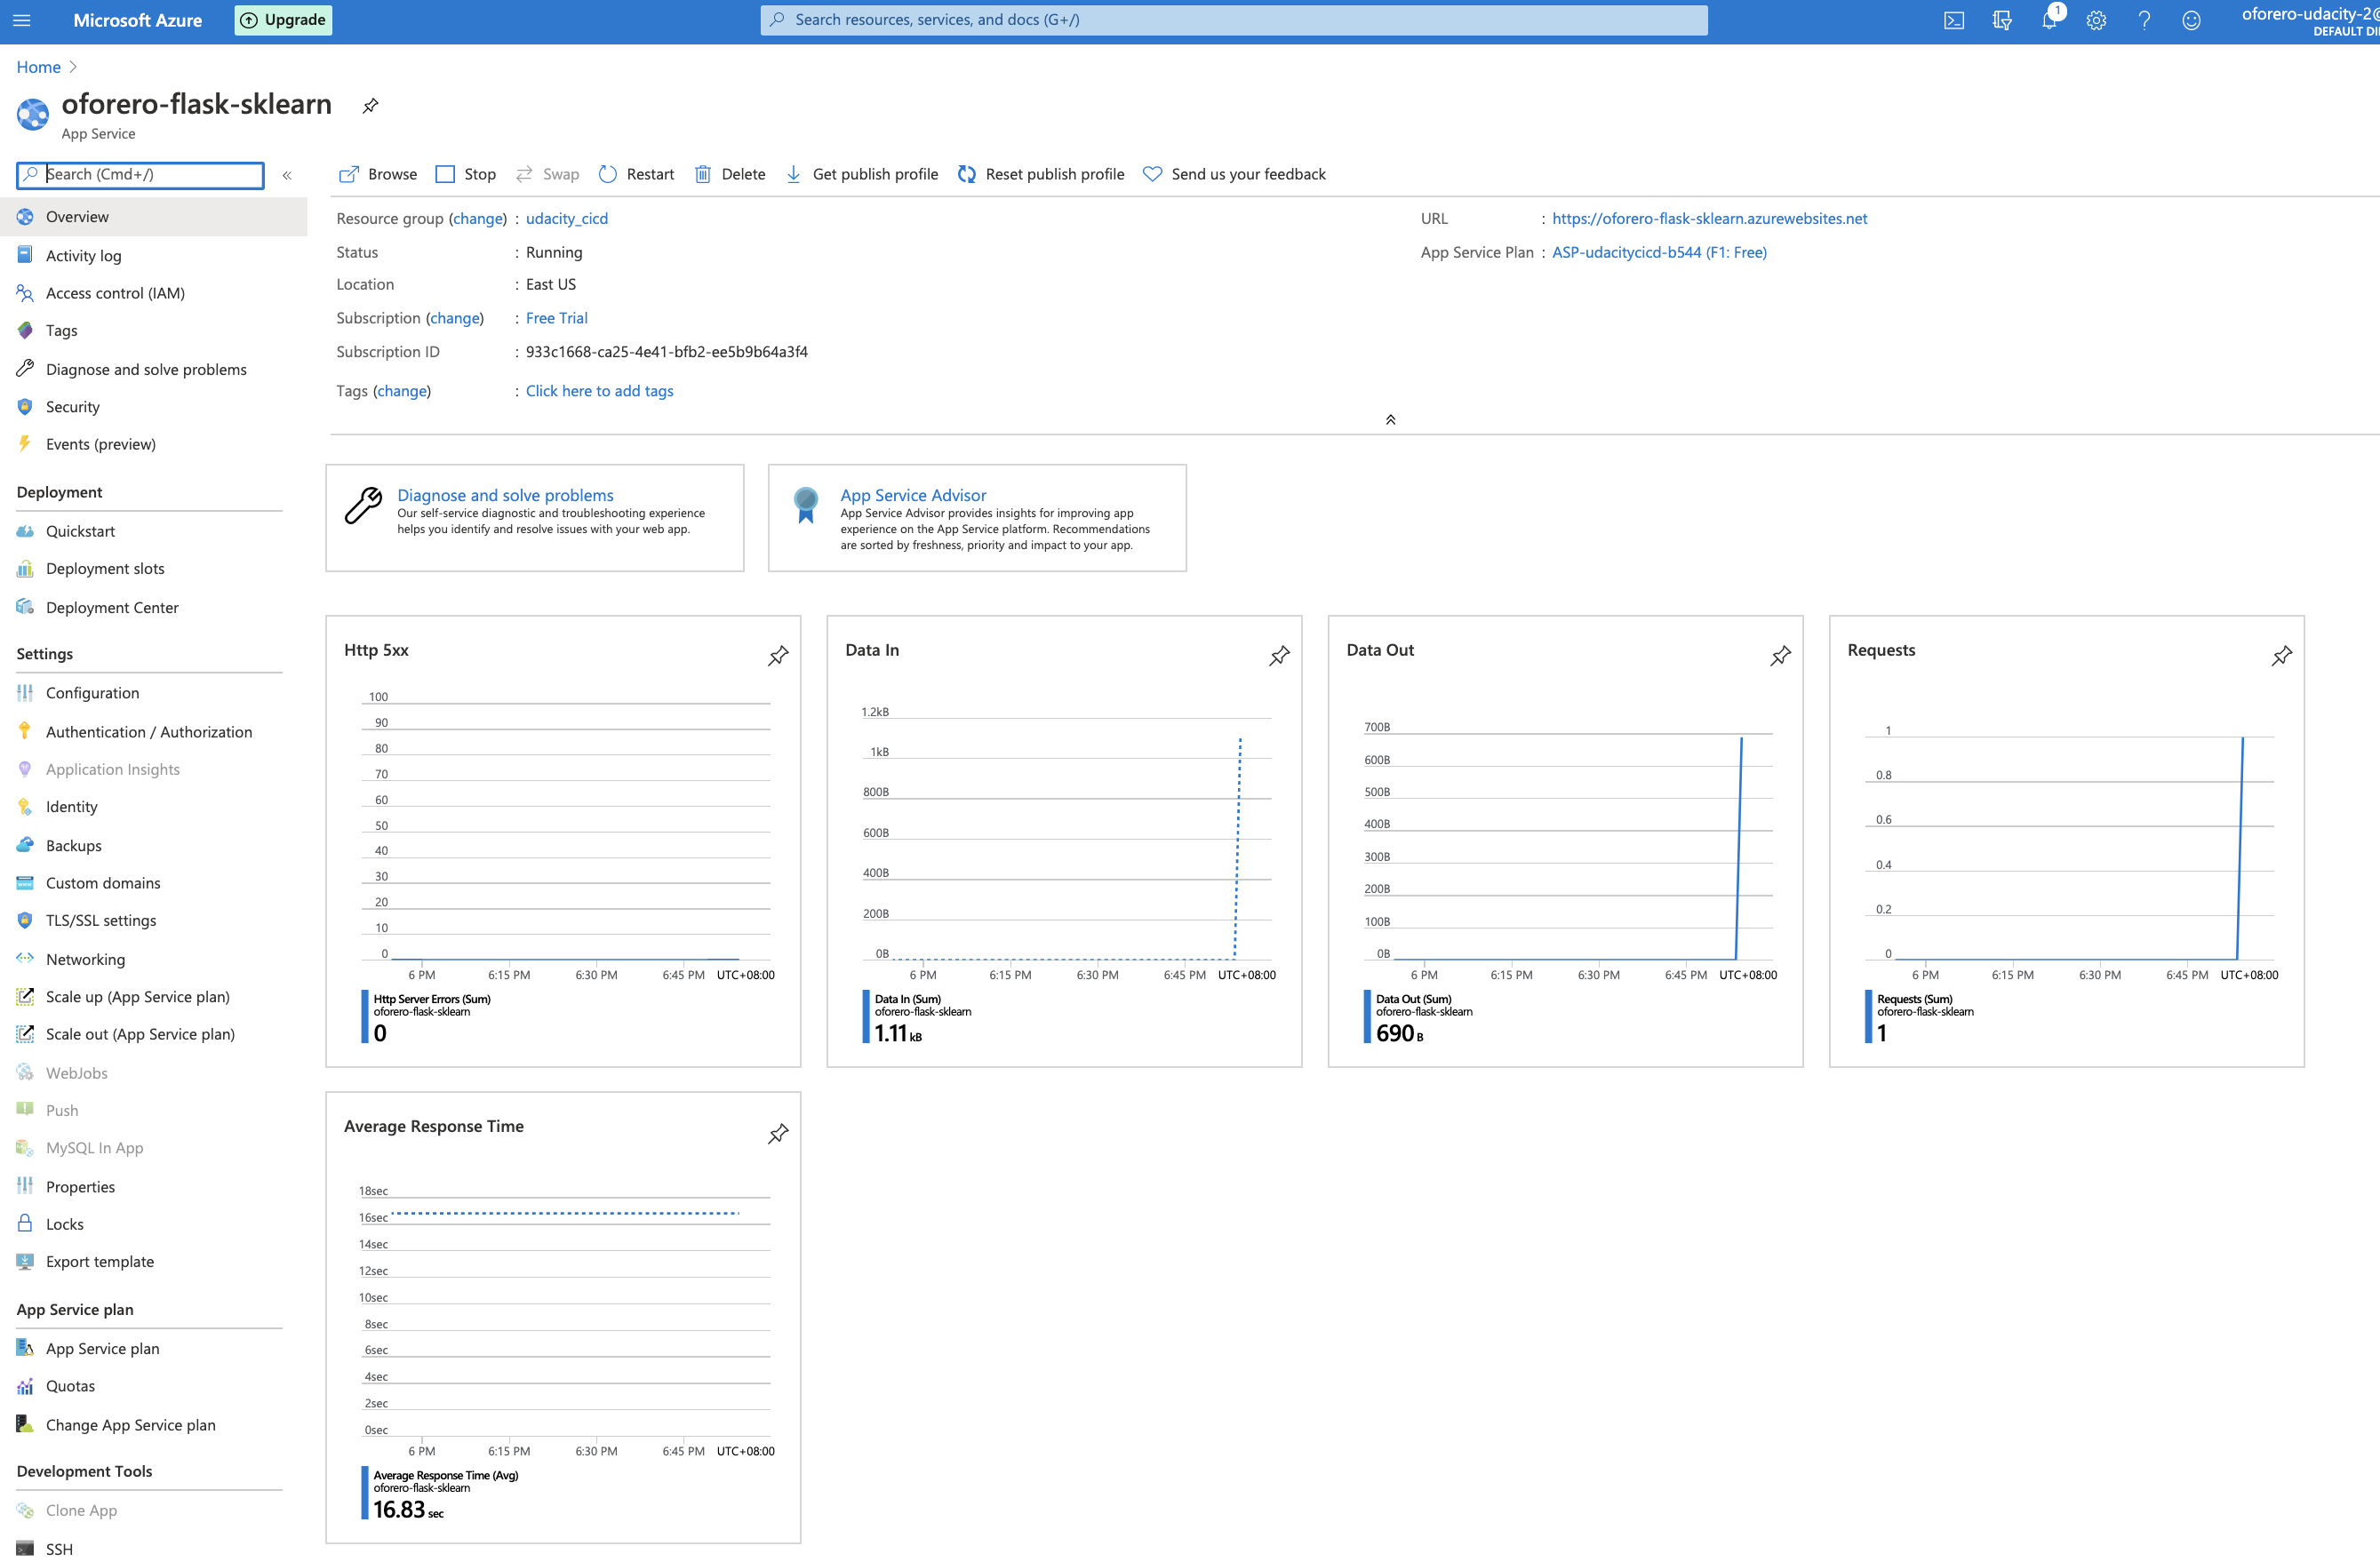 Microsoft Azure
Upgrade
Search resources, services, and docs (G+/)
1
oforero-udacity-2@
DEFAULT DI
Home
oforero-flask-sklearn
App Service
Search (Cmd+/)
«
Browse
Stop
Swap
Restart
Delete
Get publish profile
Reset publish profile
Send us your feedback
Overview
Activity log
Access control (IAM)
Tags
Diagnose and solve problems
Security
Events (preview)
Deployment
Quickstart
Deployment slots
Deployment Center
Settings
Configuration
Authentication / Authorization
Application Insights
Identity
Backups
Custom domains
TLS/SSL settings
Networking
Scale up (App Service plan)
Scale out (App Service plan)
WebJobs
Push
MySQL In App
Properties
Locks
Export template
App Service plan
App Service plan
Quotas
Change App Service plan
Development Tools
Clone App
SSH
Resource group (change) : udacity_cicd
Status : Running
Location : East US
Subscription (change) : Free Trial
Subscription ID : 933c1668-ca25-4e41-bfb2-ee5b9b64a3f4
Tags (change) : Click here to add tags
URL : https://oforero-flask-sklearn.azurewebsites.net
App Service Plan : ASP-udacitycicd-b544 (F1: Free)
Diagnose and solve problems
Our self-service diagnostic and troubleshooting experience
helps you identify and resolve issues with your web app.
App Service Advisor
App Service Advisor provides insights for improving app
experience on the App Service platform. Recommendations
are sorted by freshness, priority and impact to your app.
Http 5xx
100
90
80
70
60
50
40
30
20
10
0
6 PM 6:15 PM 6:30 PM 6:45 PM UTC+08:00
Http Server Errors (Sum)
oforero-flask-sklearn
0
Data In
1.2kB
1kB
800B
600B
400B
200B
0B
6 PM 6:15 PM 6:30 PM 6:45 PM UTC+08:00
Data In (Sum)
oforero-flask-sklearn
1.11 kB
Data Out
700B
600B
500B
400B
300B
200B
100B
0B
6 PM 6:15 PM 6:30 PM 6:45 PM UTC+08:00
Data Out (Sum)
oforero-flask-sklearn
690 B
Requests
1
0.8
0.6
0.4
0.2
0
6 PM 6:15 PM 6:30 PM 6:45 PM UTC+08:00
Requests (Sum)
oforero-flask-sklearn
1
Average Response Time
18sec
16sec
14sec
12sec
10sec
8sec
6sec
4sec
2sec
0sec
6 PM 6:15 PM 6:30 PM 6:45 PM UTC+08:00
Average Response Time (Avg)
oforero-flask-sklearn
16.83 sec